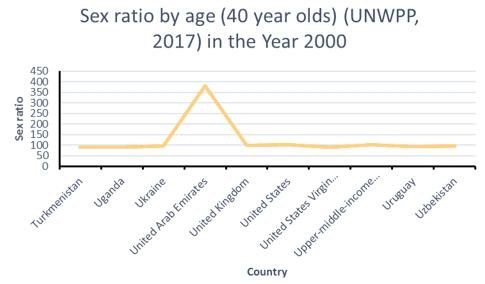 Sex ratio by age (40 year olds) (UNWPP,
2017) in the Year 2000
450
400
350
300
250
200
150
100
50
0
Sex ratio
Turkmenistan
Uganda
Ukraine
United Arab Emirates
United Kingdom
United States
United States Virgin...
Upper-middle-income...
Uruguay
Uzbekistan
Country